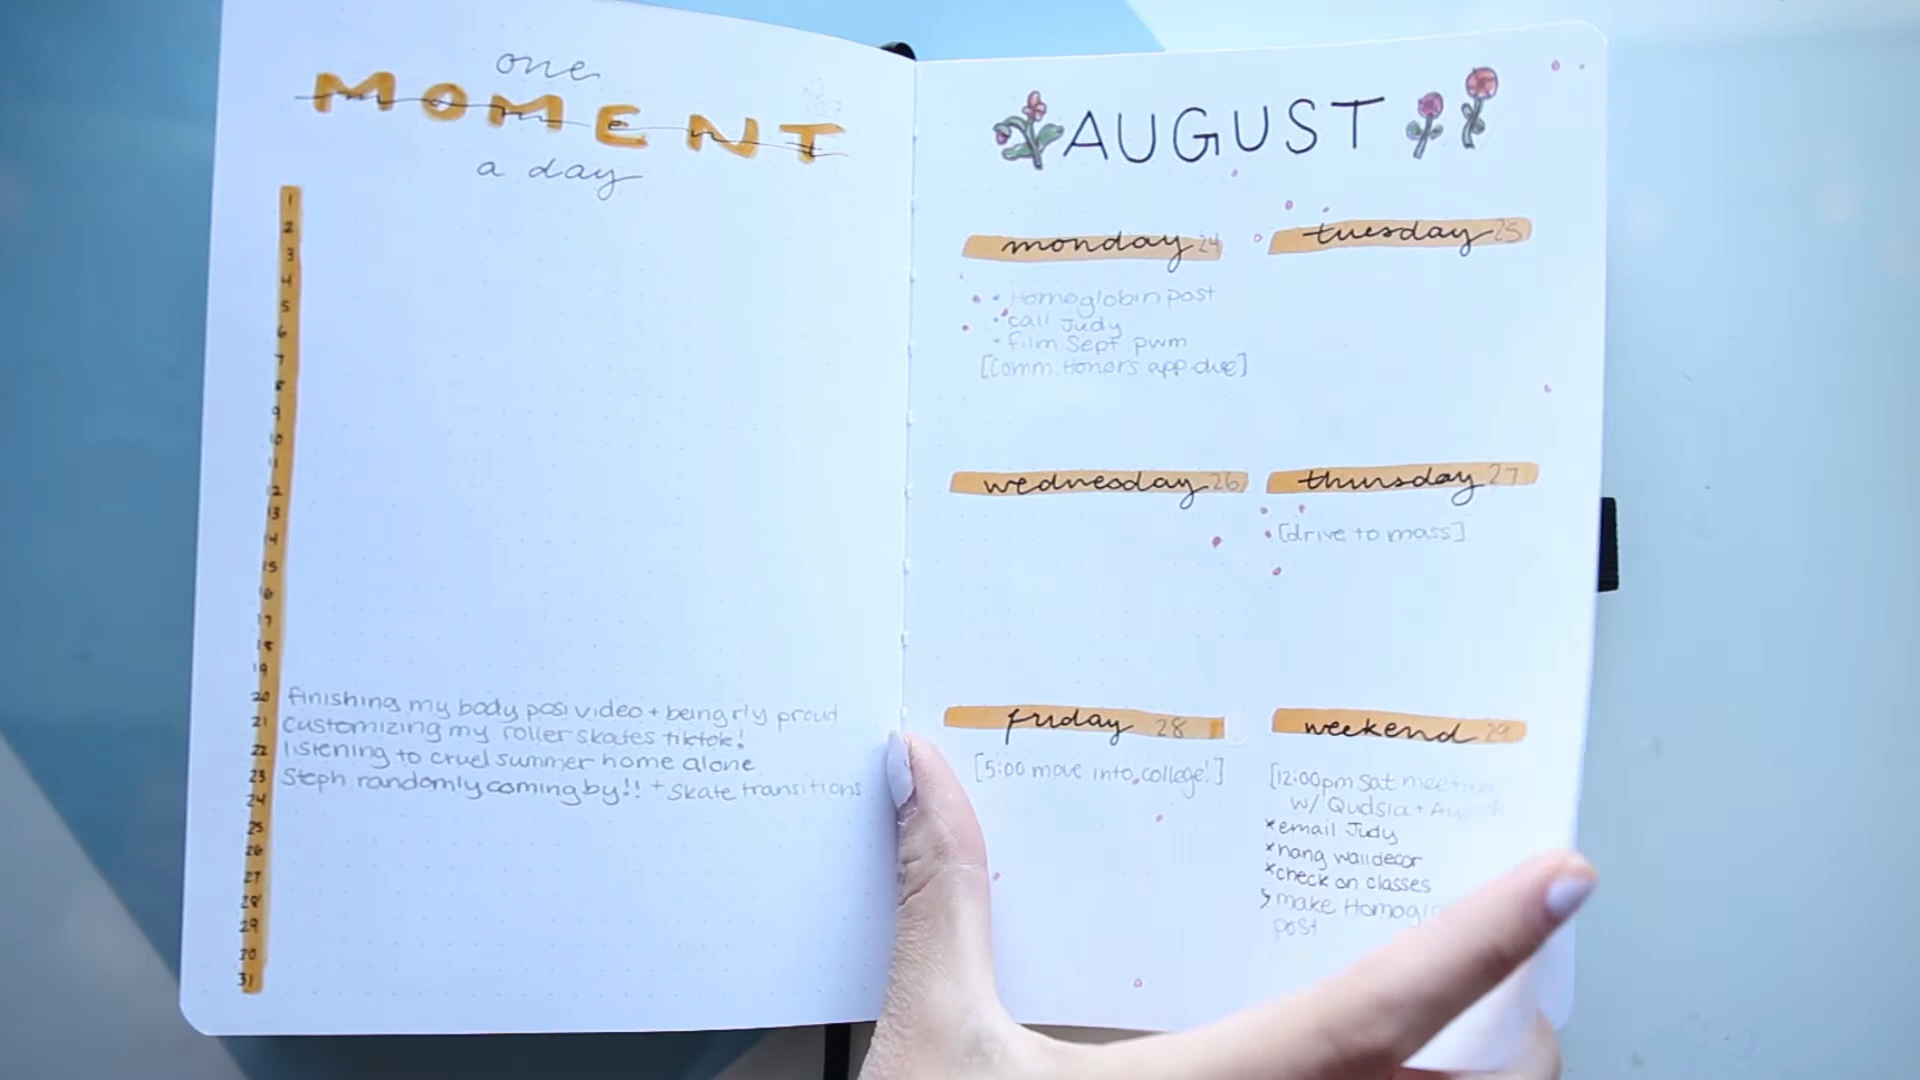 one
MOMENT
a day
1
2
3
4
5
6
7
8
9
10
11
12
13
14
15
16
17
18
19
20 finishing my body posi video + being rly proud
21 customizing my roller skates tiktok!
22 listening to cruel summer home alone
23 Steph randomly coming by!! + skate transitions
24
25
26
27
28
29
30
31
AUGUST
monday 24
• Homoglobin post
• call Judy
• film Sept pwm
[Comm Honors app due]
tuesday 25
wednesday 26
thursday 27
[drive to mass]
friday 28
[5:00 move into college!]
weekend 29
[12:00pm Sat
w/ Qudsia +
*email Judy
*hang wall decor
*check on classes
make
post